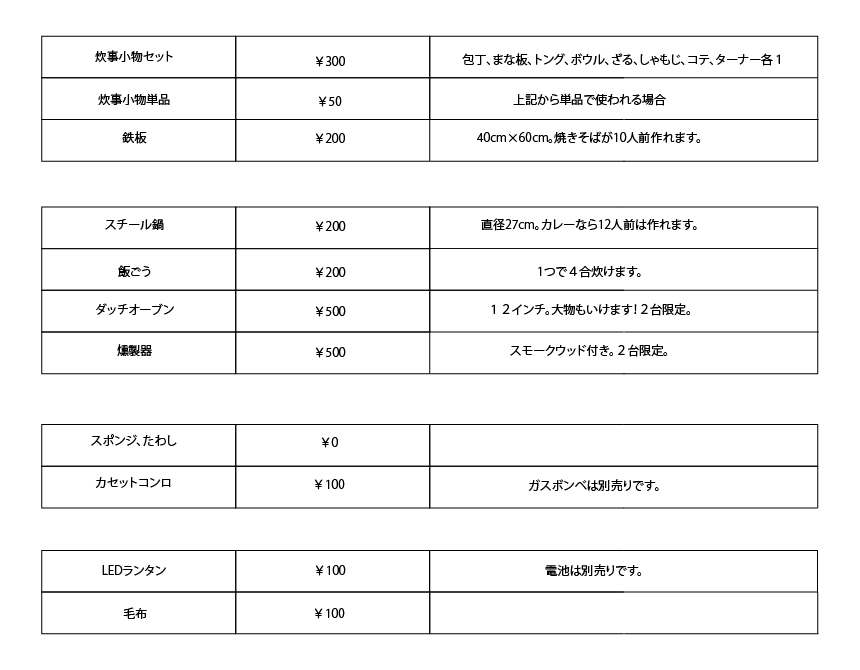 炊事小物セット ￥300 包丁、まな板、トング、ボウル、ざる、しゃもじ、コテ、ターナー各１
炊事小物単品 ￥50 上記から単品で使われる場合
鉄板 ￥200 40cm×60cm。焼きそばが10人前作れます。
スチール鍋 ￥200 直径27cm。カレーなら12人前は作れます。
飯ごう ￥200 1つで４合炊けます。
ダッチオーブン ￥500 １２インチ。大物もいけます！２台限定。
燻製器 ￥500 スモークウッド付き。２台限定。
スポンジ、たわし ￥0
カセットコンロ ￥100 ガスボンベは別売りです。
LEDランタン ￥100 電池は別売りです。
毛布 ￥100